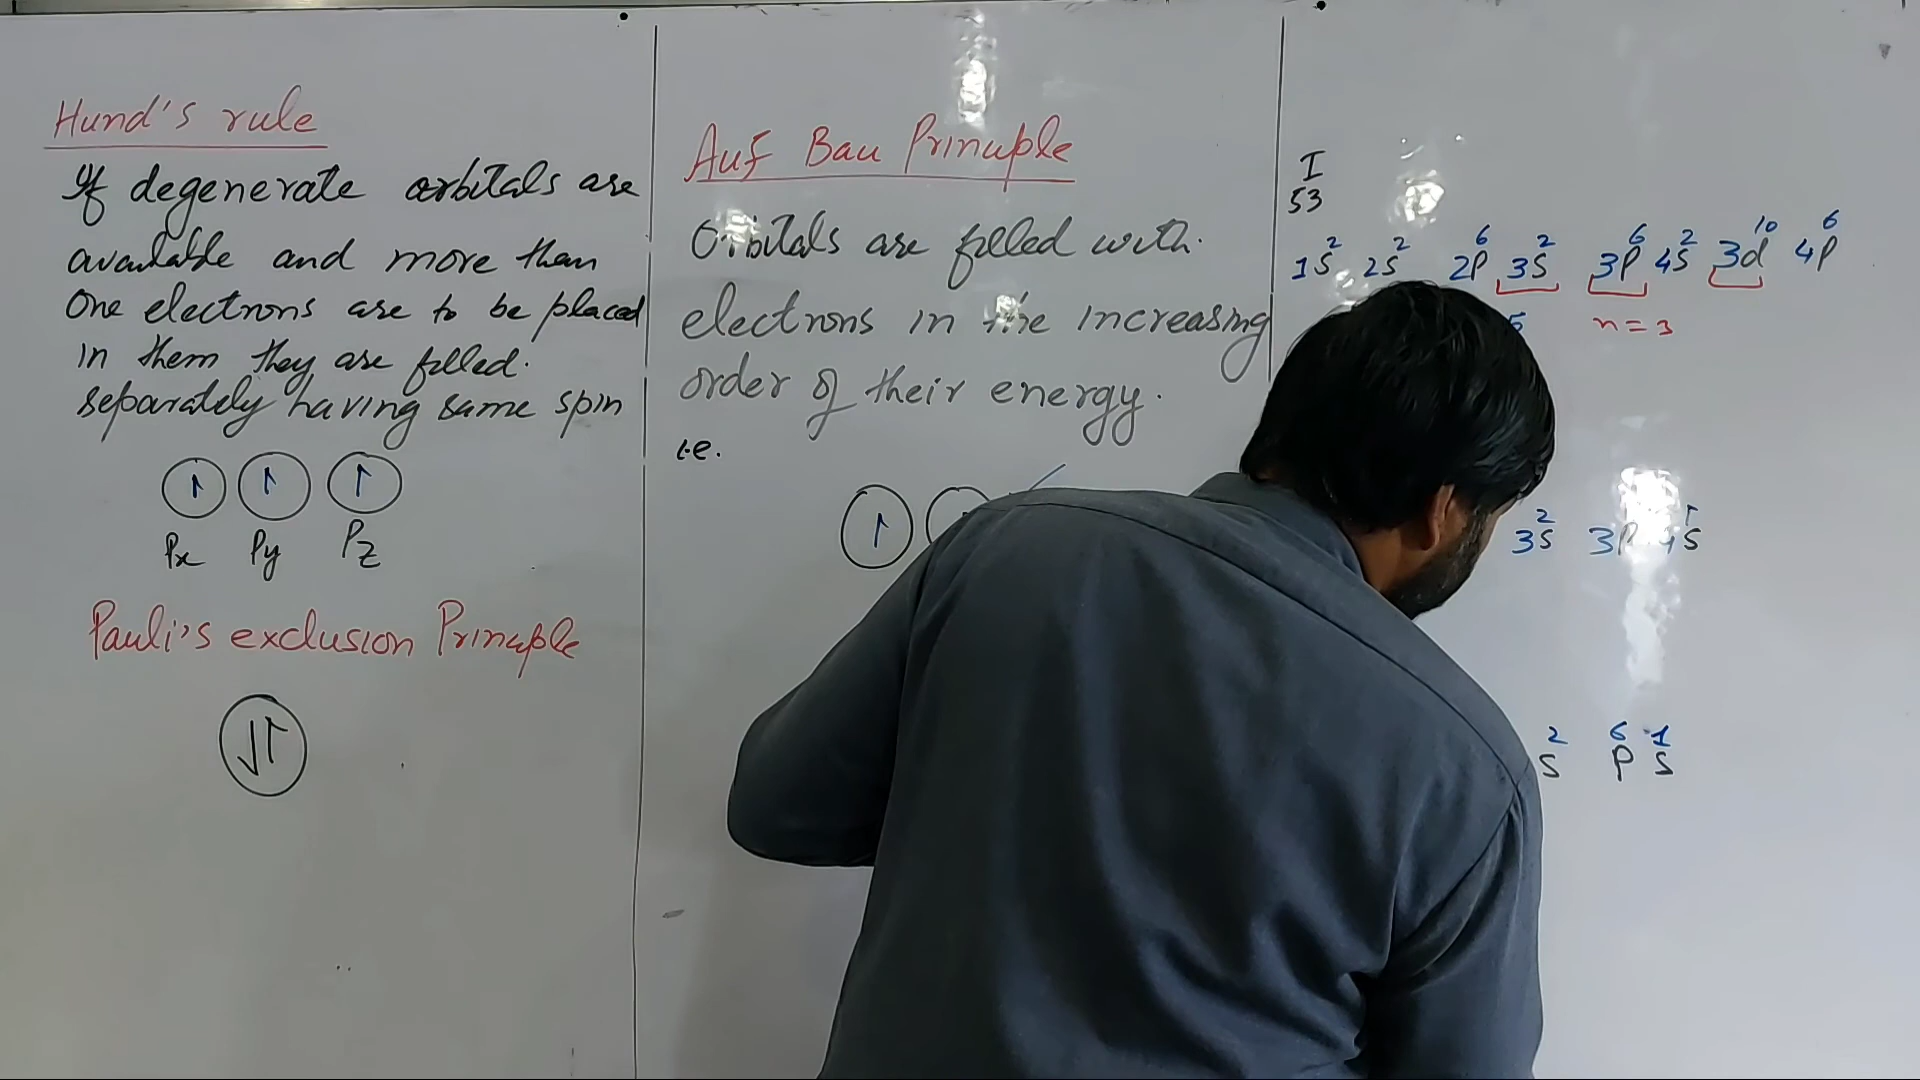 Hund's rule
If degenerate orbitals are
available and more than
One electrons are to be placed
in them they are filled.
separately having same spin
Px Py Pz
Pauli's exclusion Principle
Auf Bau Principle
Orbitals are filled with.
electrons in the increasing
order of their energy.
i.e.
I
53
1s² 2s² 2p⁶ 3s² 3p⁶ 4s² 3d¹⁰ 4p⁶
n = 3
3s² 3p 4s¹
s² p⁶ s¹